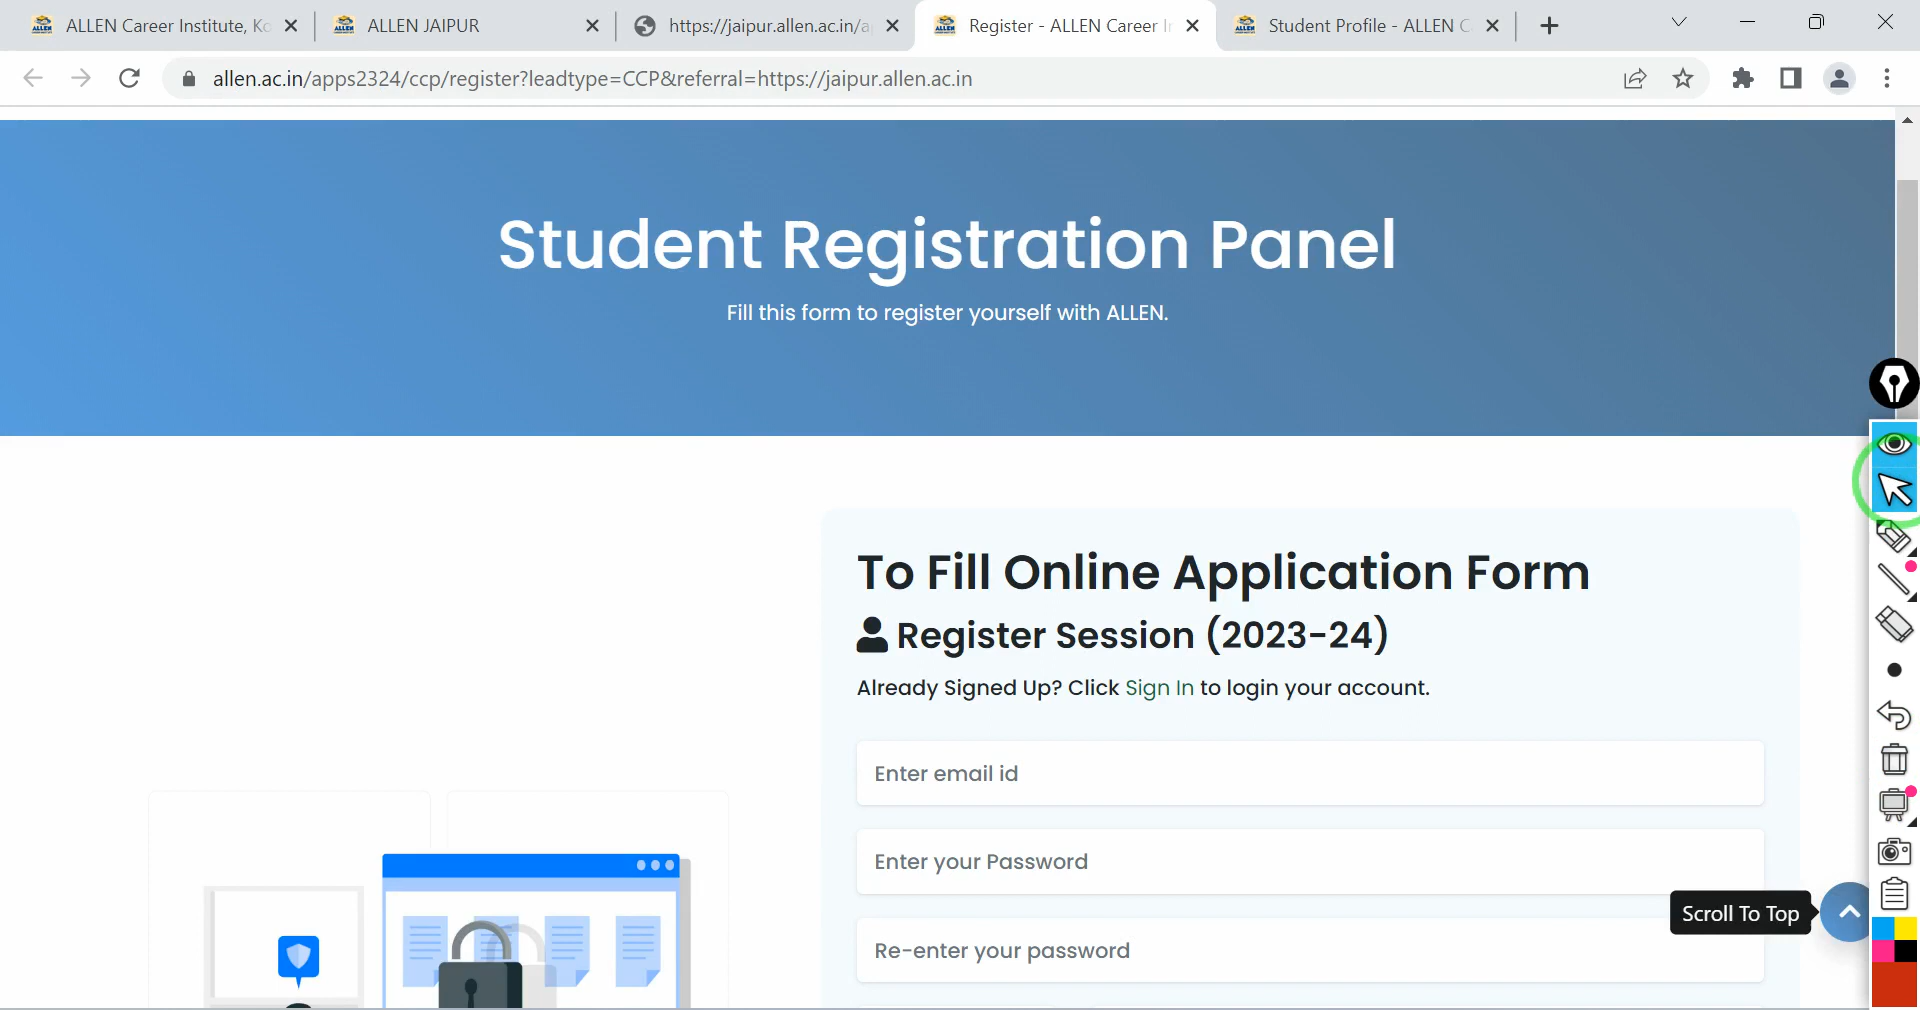 ALLEN Career Institute, Ko
ALLEN JAIPUR
https://jaipur.allen.ac.in/a
Register - ALLEN Career I
Student Profile - ALLEN C
allen.ac.in/apps2324/ccp/register?leadtype=CCP&referral=https://jaipur.allen.ac.in
Student Registration Panel
Fill this form to register yourself with ALLEN.
To Fill Online Application Form
Register Session (2023-24)
Already Signed Up? Click Sign In to login your account.
Enter email id
Enter your Password
Scroll To Top
Re-enter your password